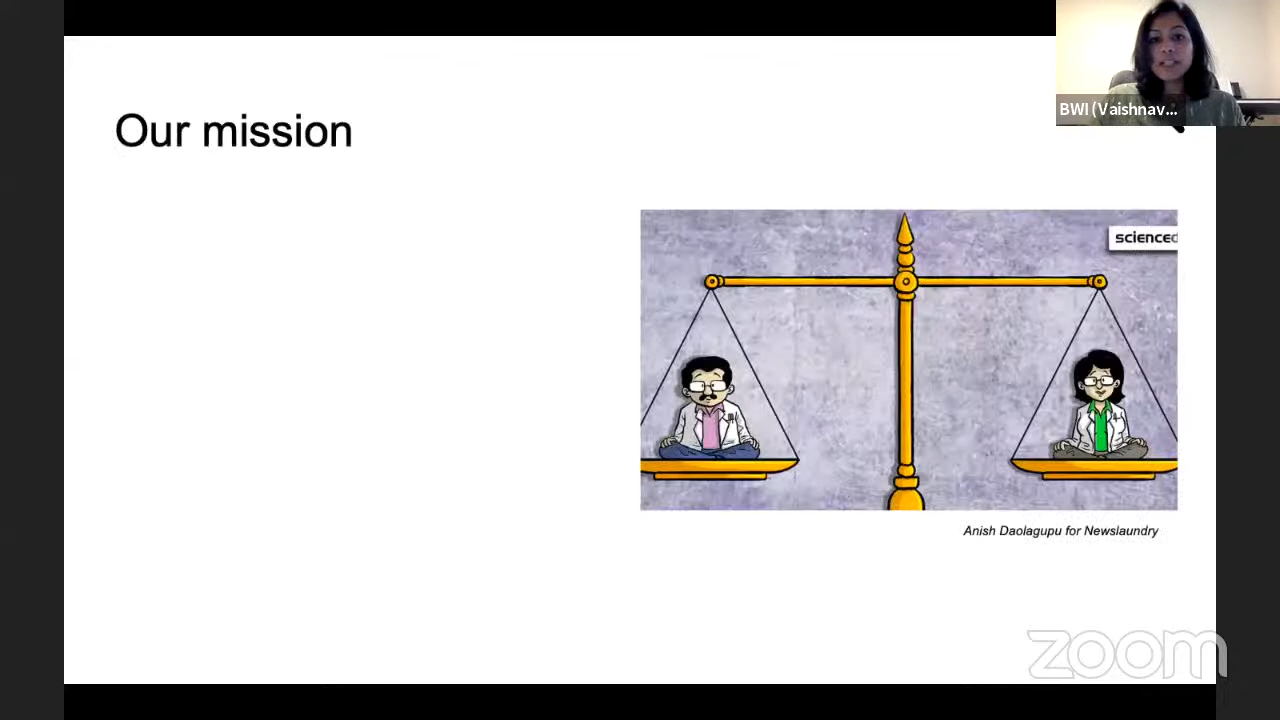 BWI (Vaishnav...
Our mission
scienced
Anish Daolagupu for Newslaundry
zoom